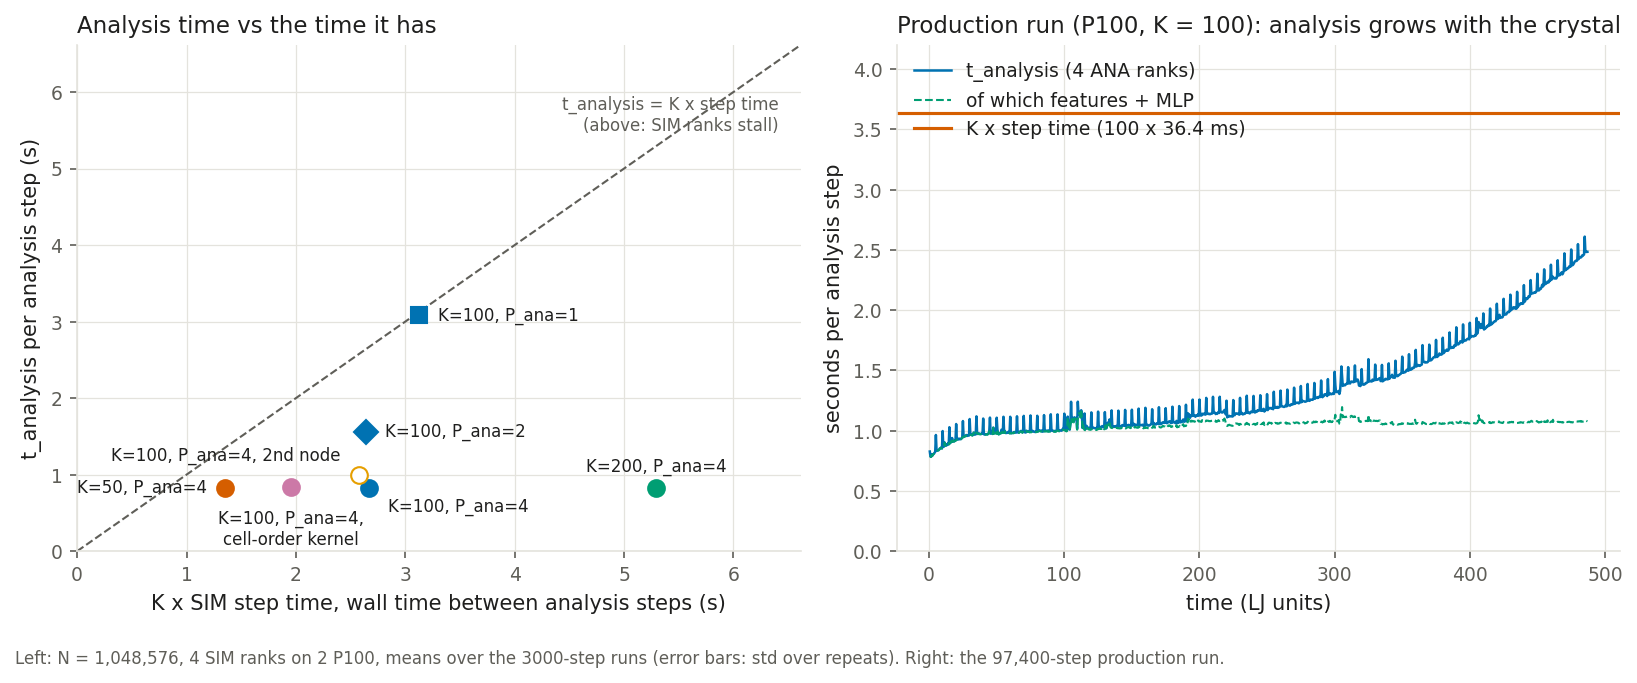 Analysis time vs the time it has
t_analysis per analysis step (s)
6
5
4
3
2
1
0
t_analysis = K x step time
(above: SIM ranks stall)
K=100, P_ana=1
K=100, P_ana=2
K=100, P_ana=4, 2nd node
K=200, P_ana=4
K=50, P_ana=4
K=100, P_ana=4
K=100, P_ana=4,
cell-order kernel
0 1 2 3 4 5 6
K x SIM step time, wall time between analysis steps (s)
Production run (P100, K = 100): analysis grows with the crystal
seconds per analysis step
4.0
3.5
3.0
2.5
2.0
1.5
1.0
0.5
0.0
t_analysis (4 ANA ranks)
of which features + MLP
K x step time (100 x 36.4 ms)
0 100 200 300 400 500
time (LJ units)
Left: N = 1,048,576, 4 SIM ranks on 2 P100, means over the 3000-step runs (error bars: std over repeats). Right: the 97,400-step production run.